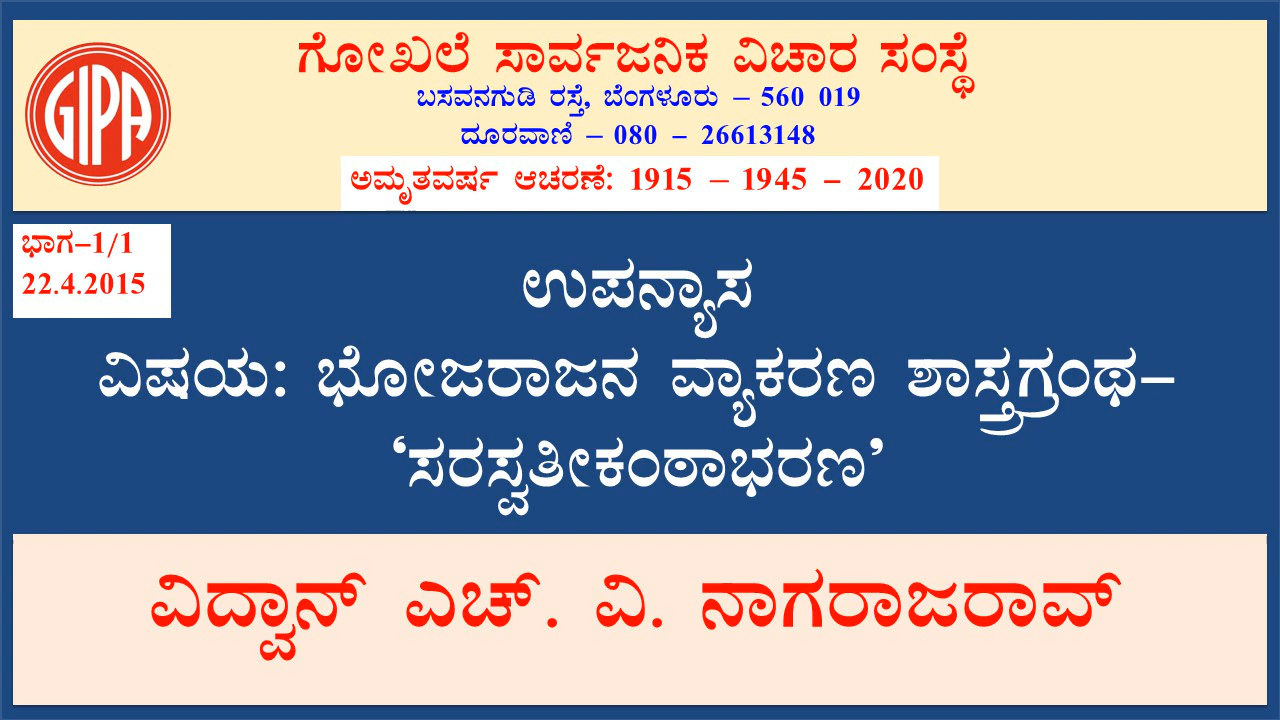 GIPA
ಗೋಖಲೆ ಸಾರ್ವಜನಿಕ ವಿಚಾರ ಸಂಸ್ಥೆ
ಬಸವನಗುಡಿ ರಸ್ತೆ, ಬೆಂಗಳೂರು – 560 019
ದೂರವಾಣಿ – 080 – 26613148
ಅಮೃತವರ್ಷ ಆಚರಣೆ: 1915 – 1945 – 2020
ಭಾಗ–1/1
22.4.2015
ಉಪನ್ಯಾಸ
ವಿಷಯ: ಭೋಜರಾಜನ ವ್ಯಾಕರಣ ಶಾಸ್ತ್ರಗ್ರಂಥ–
‘ಸರಸ್ವತೀಕಂಠಾಭರಣ’
ವಿದ್ವಾನ್ ಎಚ್. ವಿ. ನಾಗರಾಜರಾವ್